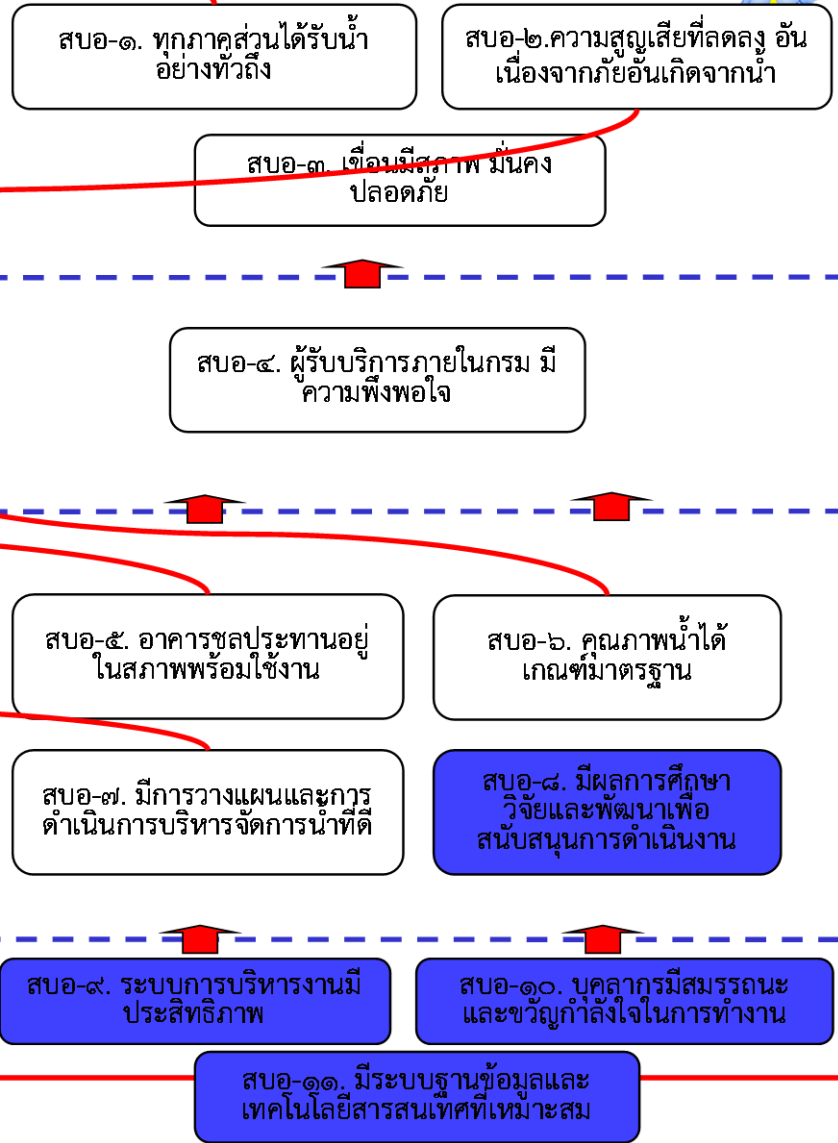 สบอ-๑. ทุกภาคส่วนได้รับน้ำ
อย่างทั่วถึง
สบอ-๒.ความสูญเสียที่ลดลง อัน
เนื่องจากภัยอันเกิดจากน้ำ
สบอ-๓. เขื่อนมีสภาพ มั่นคง
ปลอดภัย
สบอ-๔. ผู้รับบริการภายในกรม มี
ความพึงพอใจ
สบอ-๕. อาคารชลประทานอยู่
ในสภาพพร้อมใช้งาน
สบอ-๖. คุณภาพน้ำได้
เกณฑ์มาตรฐาน
สบอ-๗. มีการวางแผนและการ
ดำเนินการบริหารจัดการน้ำที่ดี
สบอ-๘. มีผลการศึกษา
วิจัยและพัฒนาเพื่อ
สนับสนุนการดำเนินงาน
สบอ-๙. ระบบการบริหารงานมี
ประสิทธิภาพ
สบอ-๑๐. บุคลากรมีสมรรถนะ
และขวัญกำลังใจในการทำงาน
สบอ-๑๑. มีระบบฐานข้อมูลและ
เทคโนโลยีสารสนเทศที่เหมาะสม